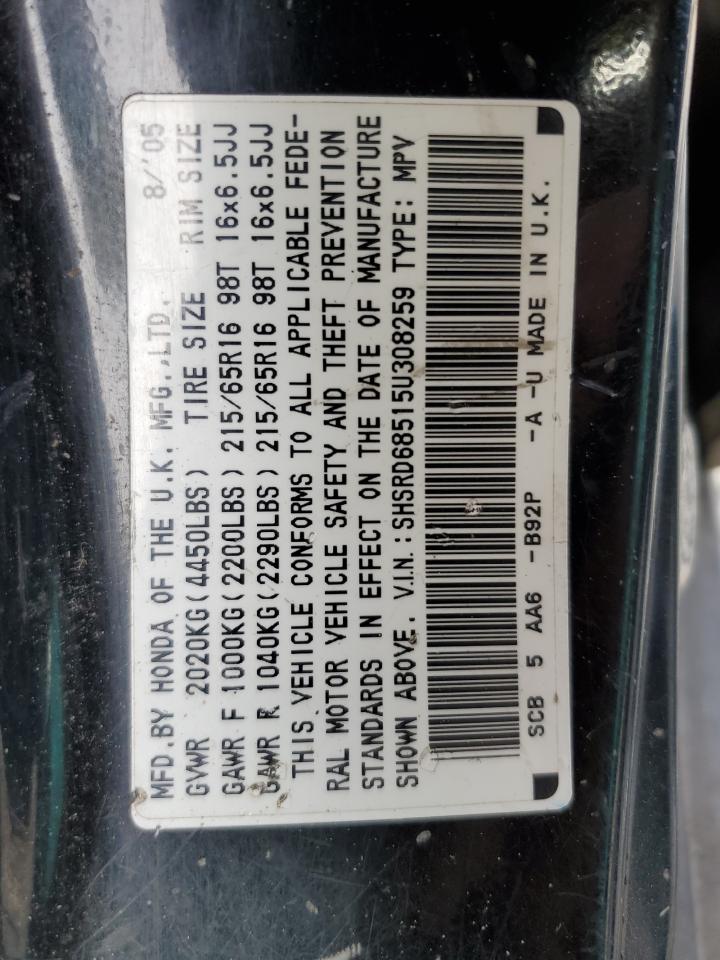 MFD.BY HONDA OF THE U.K. MFG.,LTD. 8/'05
GVWR 2020KG(4450LBS) TIRE SIZE RIM SIZE
GAWR F 1000KG(2200LBS) 215/65R16 98T 16x6.5JJ
GAWR R 1040KG(2290LBS) 215/65R16 98T 16x6.5JJ
THIS VEHICLE CONFORMS TO ALL APPLICABLE FEDE-
RAL MOTOR VEHICLE SAFETY AND THEFT PREVENTION
STANDARDS IN EFFECT ON THE DATE OF MANUFACTURE
SHOWN ABOVE. V.I.N.:SHSRD68515U308259 TYPE: MPV
SCB 5 AA6 -B92P -A -U MADE IN U.K.